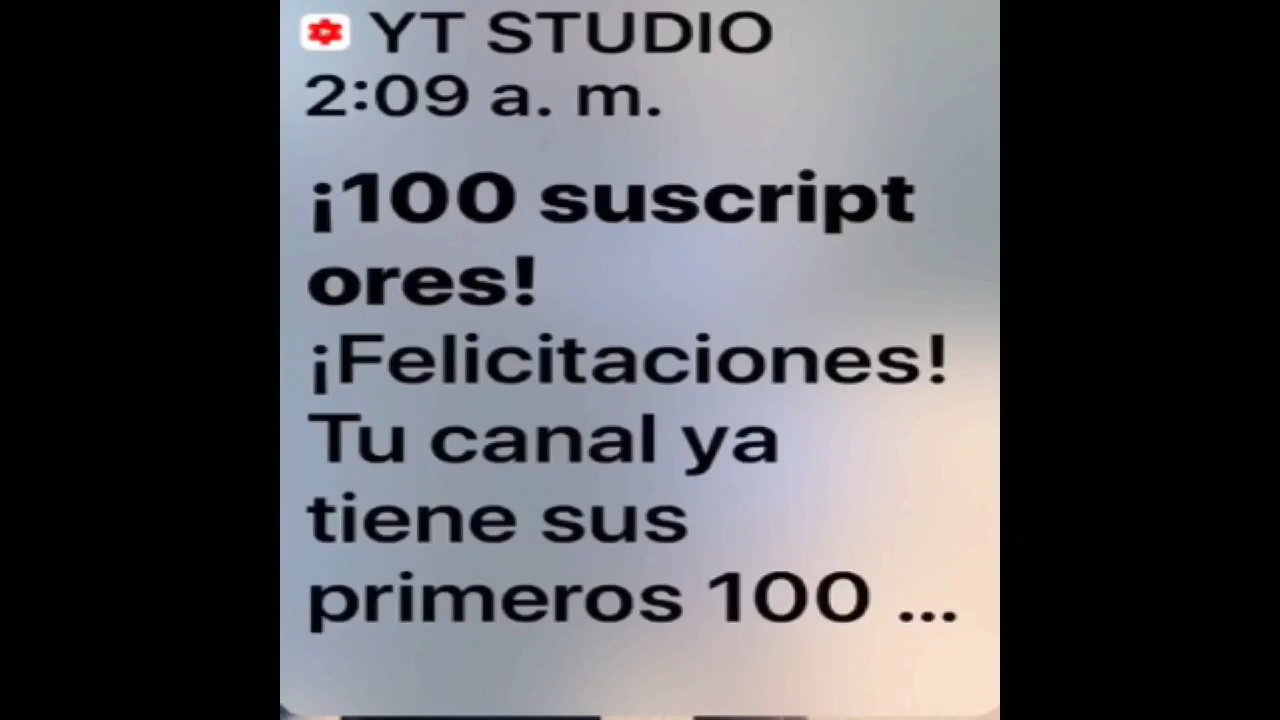 YT STUDIO
2:09 a. m.
¡100 suscript
ores!
¡Felicitaciones!
Tu canal ya
tiene sus
primeros 100 ...